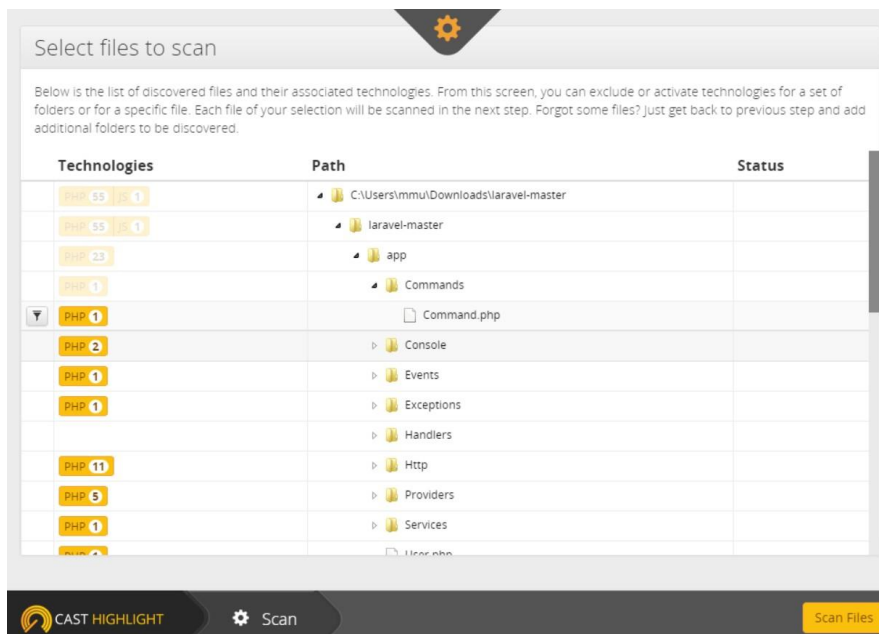 Select files to scan
Below is the list of discovered files and their associated technologies. From this screen, you can exclude or activate technologies for a set of
folders or for a specific file. Each file of your selection will be scanned in the next step. Forgot some files? Just get back to previous step and add
additional folders to be discovered.
Technologies Path Status
PHP 55 JS 1 C:\Users\mmu\Downloads\laravel-master
PHP 55 JS 1 laravel-master
PHP 23 app
PHP 1 Commands
PHP 1 Command.php
PHP 2 Console
PHP 1 Events
PHP 1 Exceptions
Handlers
PHP 11 Http
PHP 5 Providers
PHP 1 Services
PHP 1 User.php
CAST HIGHLIGHT Scan Scan Files